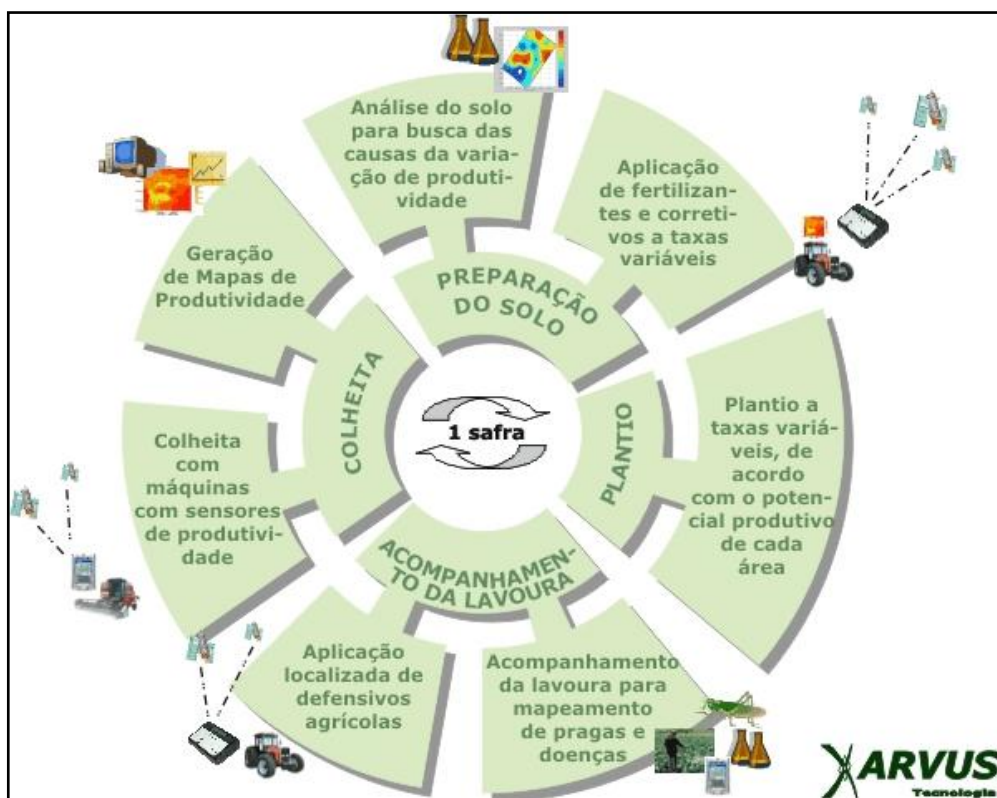 Análise do solo
para busca das
causas da varia-
ção de produti-
vidade
Aplicação
de fertilizan-
tes e correti-
vos a taxas
variáveis
PREPARAÇÃO
DO SOLO
Geração
de Mapas de
Produtividade
COLHEITA
1 safra
PLANTIO
Plantio a
taxas variá-
veis, de
acordo
com o poten-
cial produtivo
de cada
área
Colheita
com
máquinas
com sensores
de produtivi-
dade
ACOMPANHAMEN-
TO DA LAVOURA
Aplicação
localizada de
defensivos
agrícolas
Acompanhamento
da lavoura para
mapeamento
de pragas e
doenças
ARVUS
Tecnologia